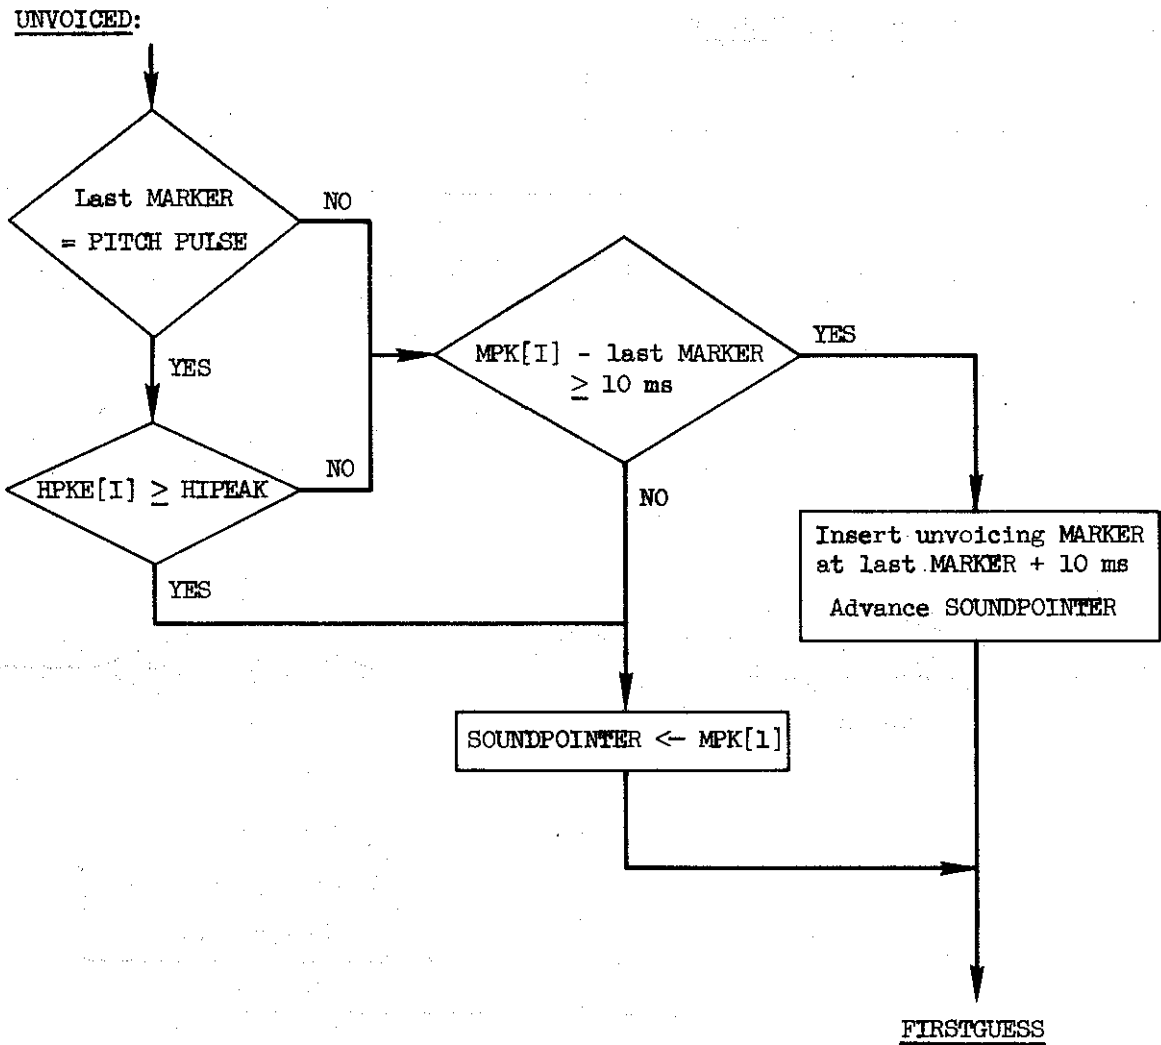 UNVOICED:
Last MARKER
= PITCH PULSE
NO
YES
MPK[I] - last MARKER
≥ 10 ms
YES
HPKE[I] ≥ HIPEAK
NO
YES
NO
Insert unvoicing MARKER
at last MARKER + 10 ms
Advance SOUNDPOINTER
SOUNDPOINTER <- MPK[1]
FIRSTGUESS